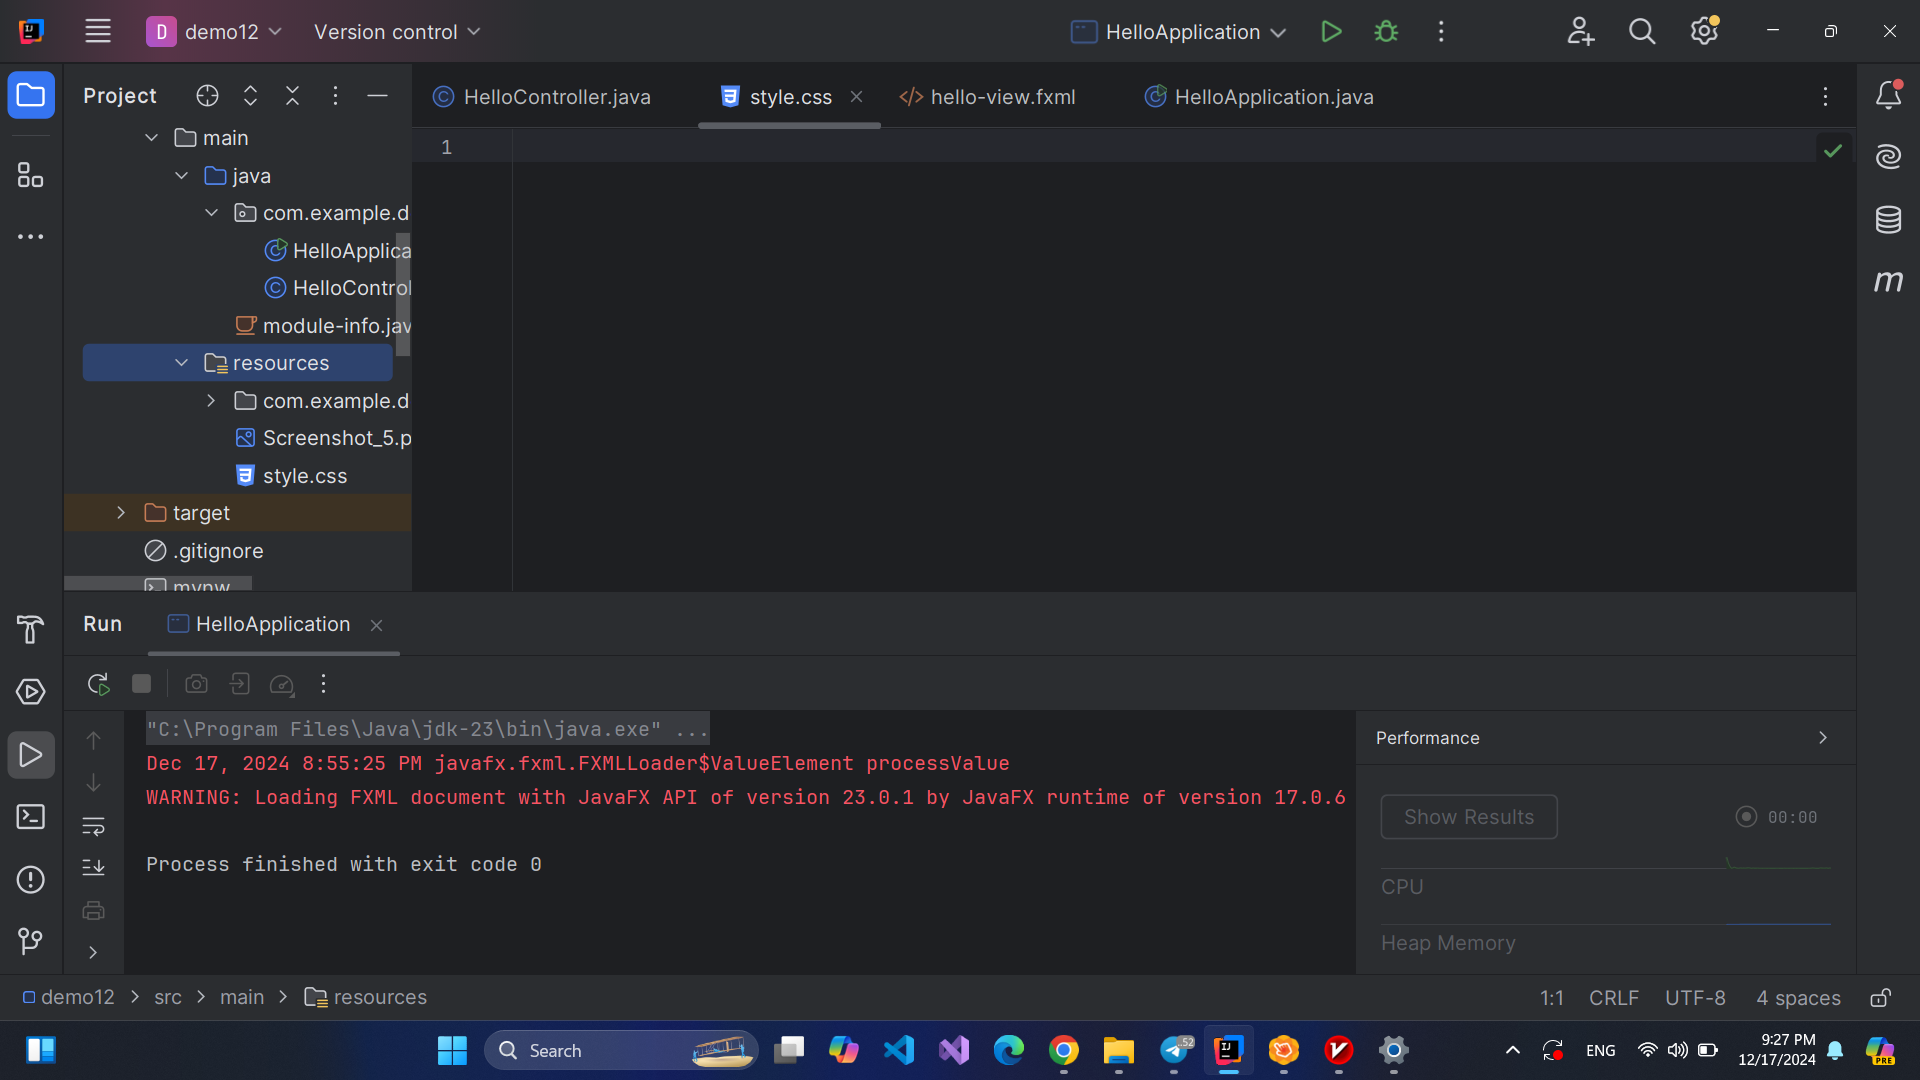 D demo12
Version control
HelloApplication
Project
HelloController.java
style.css
hello-view.fxml
HelloApplication.java
main
java
com.example.d
HelloApplica
HelloControl
module-info.jav
resources
com.example.d
Screenshot_5.p
style.css
target
.gitignore
mvnw
1
m
Run
HelloApplication
"C:\Program Files\Java\jdk-23\bin\java.exe" ...
Dec 17, 2024 8:55:25 PM javafx.fxml.FXMLLoader$ValueElement processValue
WARNING: Loading FXML document with JavaFX API of version 23.0.1 by JavaFX runtime of version 17.0.6
Process finished with exit code 0
Performance
Show Results
00:00
CPU
Heap Memory
demo12 > src > main > resources
1:1 CRLF UTF-8 4 spaces
Search
52
ENG
9:27 PM
12/17/2024
PRE